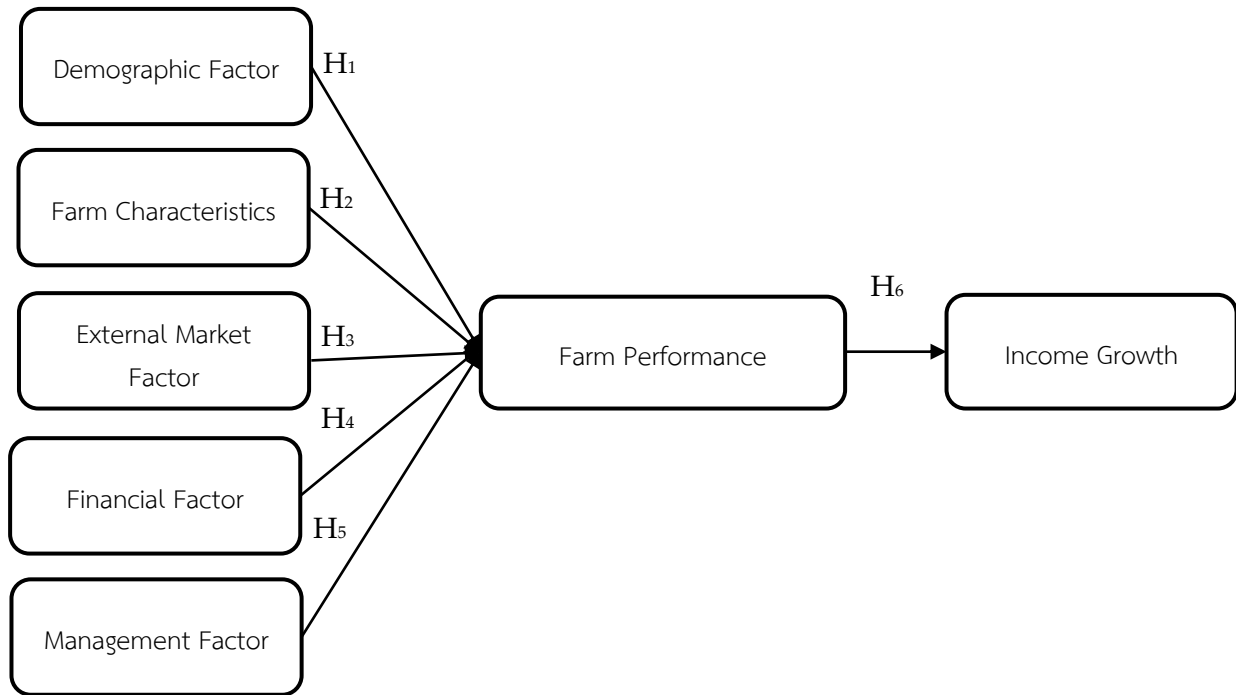 Demographic Factor
H1
Farm Characteristics
H2
External Market
Factor
H3
Financial Factor
H4
Management Factor
H5
Farm Performance
H6
Income Growth